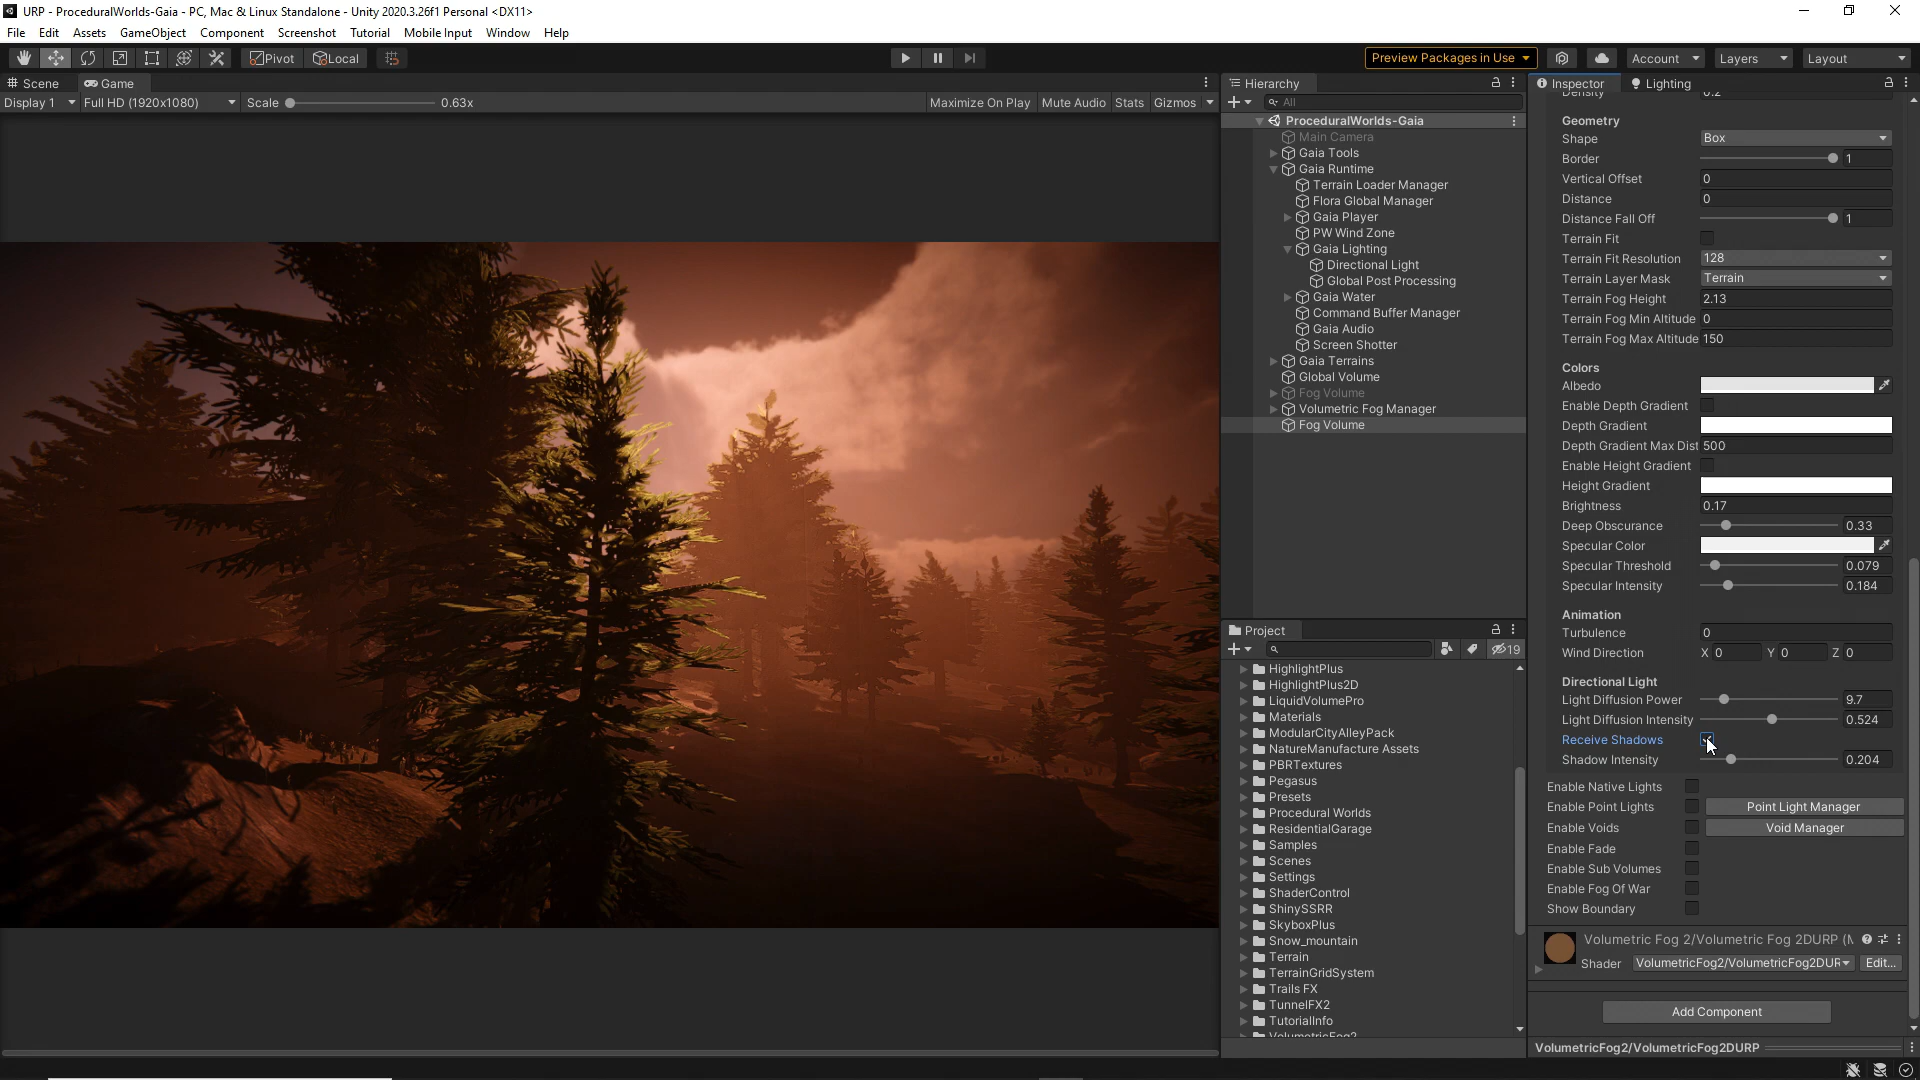 URP - ProceduralWorlds-Gaia - PC, Mac & Linux Standalone - Unity 2020.3.26f1 Personal <DX11>
File Edit Assets GameObject Component Screenshot Tutorial Mobile Input Window Help
Pivot Local Preview Packages in Use Account Layers Layout
Scene Game
Display 1 Full HD (1920x1080) Scale 0.63x Maximize On Play Mute Audio Stats Gizmos
Hierarchy
All
ProceduralWorlds-Gaia
Main Camera
Gaia Tools
Gaia Runtime
Terrain Loader Manager
Flora Global Manager
Gaia Player
PW Wind Zone
Gaia Lighting
Directional Light
Global Post Processing
Gaia Water
Command Buffer Manager
Gaia Audio
Screen Shotter
Gaia Terrains
Global Volume
Fog Volume
Volumetric Fog Manager
Fog Volume
Project
19
HighlightPlus
HighlightPlus2D
LiquidVolumePro
Materials
ModularCityAlleyPack
NatureManufacture Assets
PBRTextures
Pegasus
Presets
Procedural Worlds
ResidentialGarage
Samples
Scenes
Settings
ShaderControl
ShinySSRR
SkyboxPlus
Snow_mountain
Terrain
TerrainGridSystem
Trails FX
TunnelFX2
TutorialInfo
VolumetricFog2
Inspector Lighting
Density 0.2
Geometry
Shape Box
Border 1
Vertical Offset 0
Distance 0
Distance Fall Off 1
Terrain Fit
Terrain Fit Resolution 128
Terrain Layer Mask Terrain
Terrain Fog Height 2.13
Terrain Fog Min Altitude 0
Terrain Fog Max Altitude 150
Colors
Albedo
Enable Depth Gradient
Depth Gradient
Depth Gradient Max Dist 500
Enable Height Gradient
Height Gradient
Brightness 0.17
Deep Obscurance 0.33
Specular Color
Specular Threshold 0.079
Specular Intensity 0.184
Animation
Turbulence 0
Wind Direction X 0 Y 0 Z 0
Directional Light
Light Diffusion Power 9.7
Light Diffusion Intensity 0.524
Receive Shadows
Shadow Intensity 0.204
Enable Native Lights
Enable Point Lights Point Light Manager
Enable Voids Void Manager
Enable Fade
Enable Sub Volumes
Enable Fog Of War
Show Boundary
Volumetric Fog 2/Volumetric Fog 2DURP (M
Shader VolumetricFog2/VolumetricFog2DUR Edit...
Add Component
VolumetricFog2/VolumetricFog2DURP